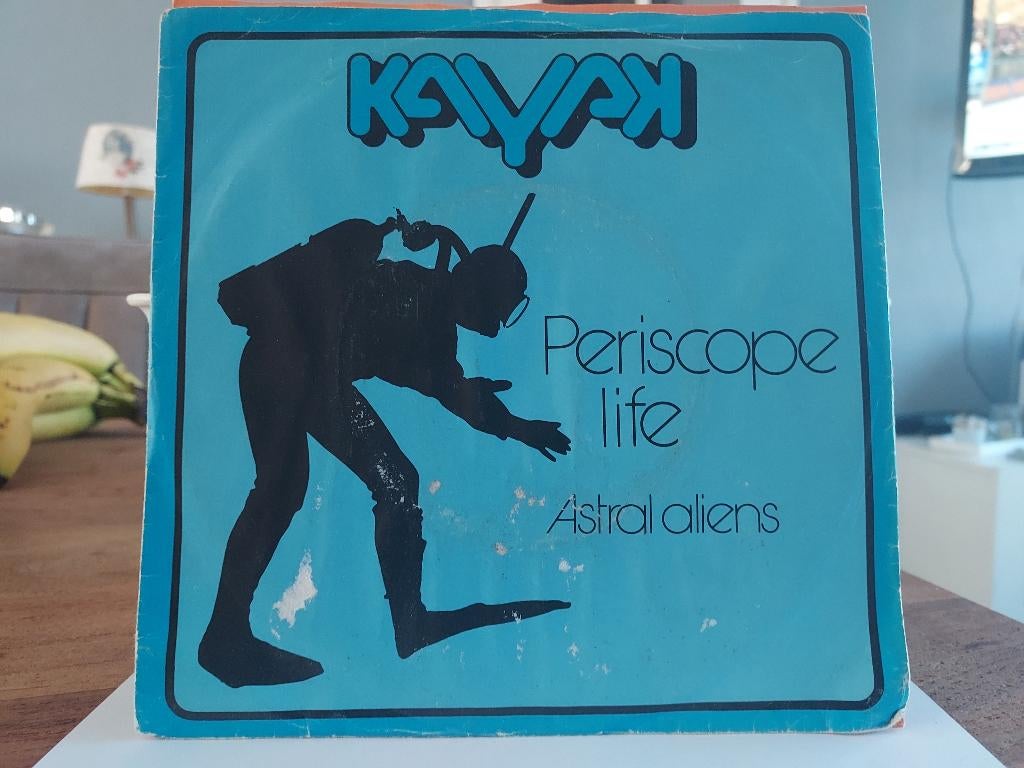 KAYAK
Periscope
life
Astral aliens